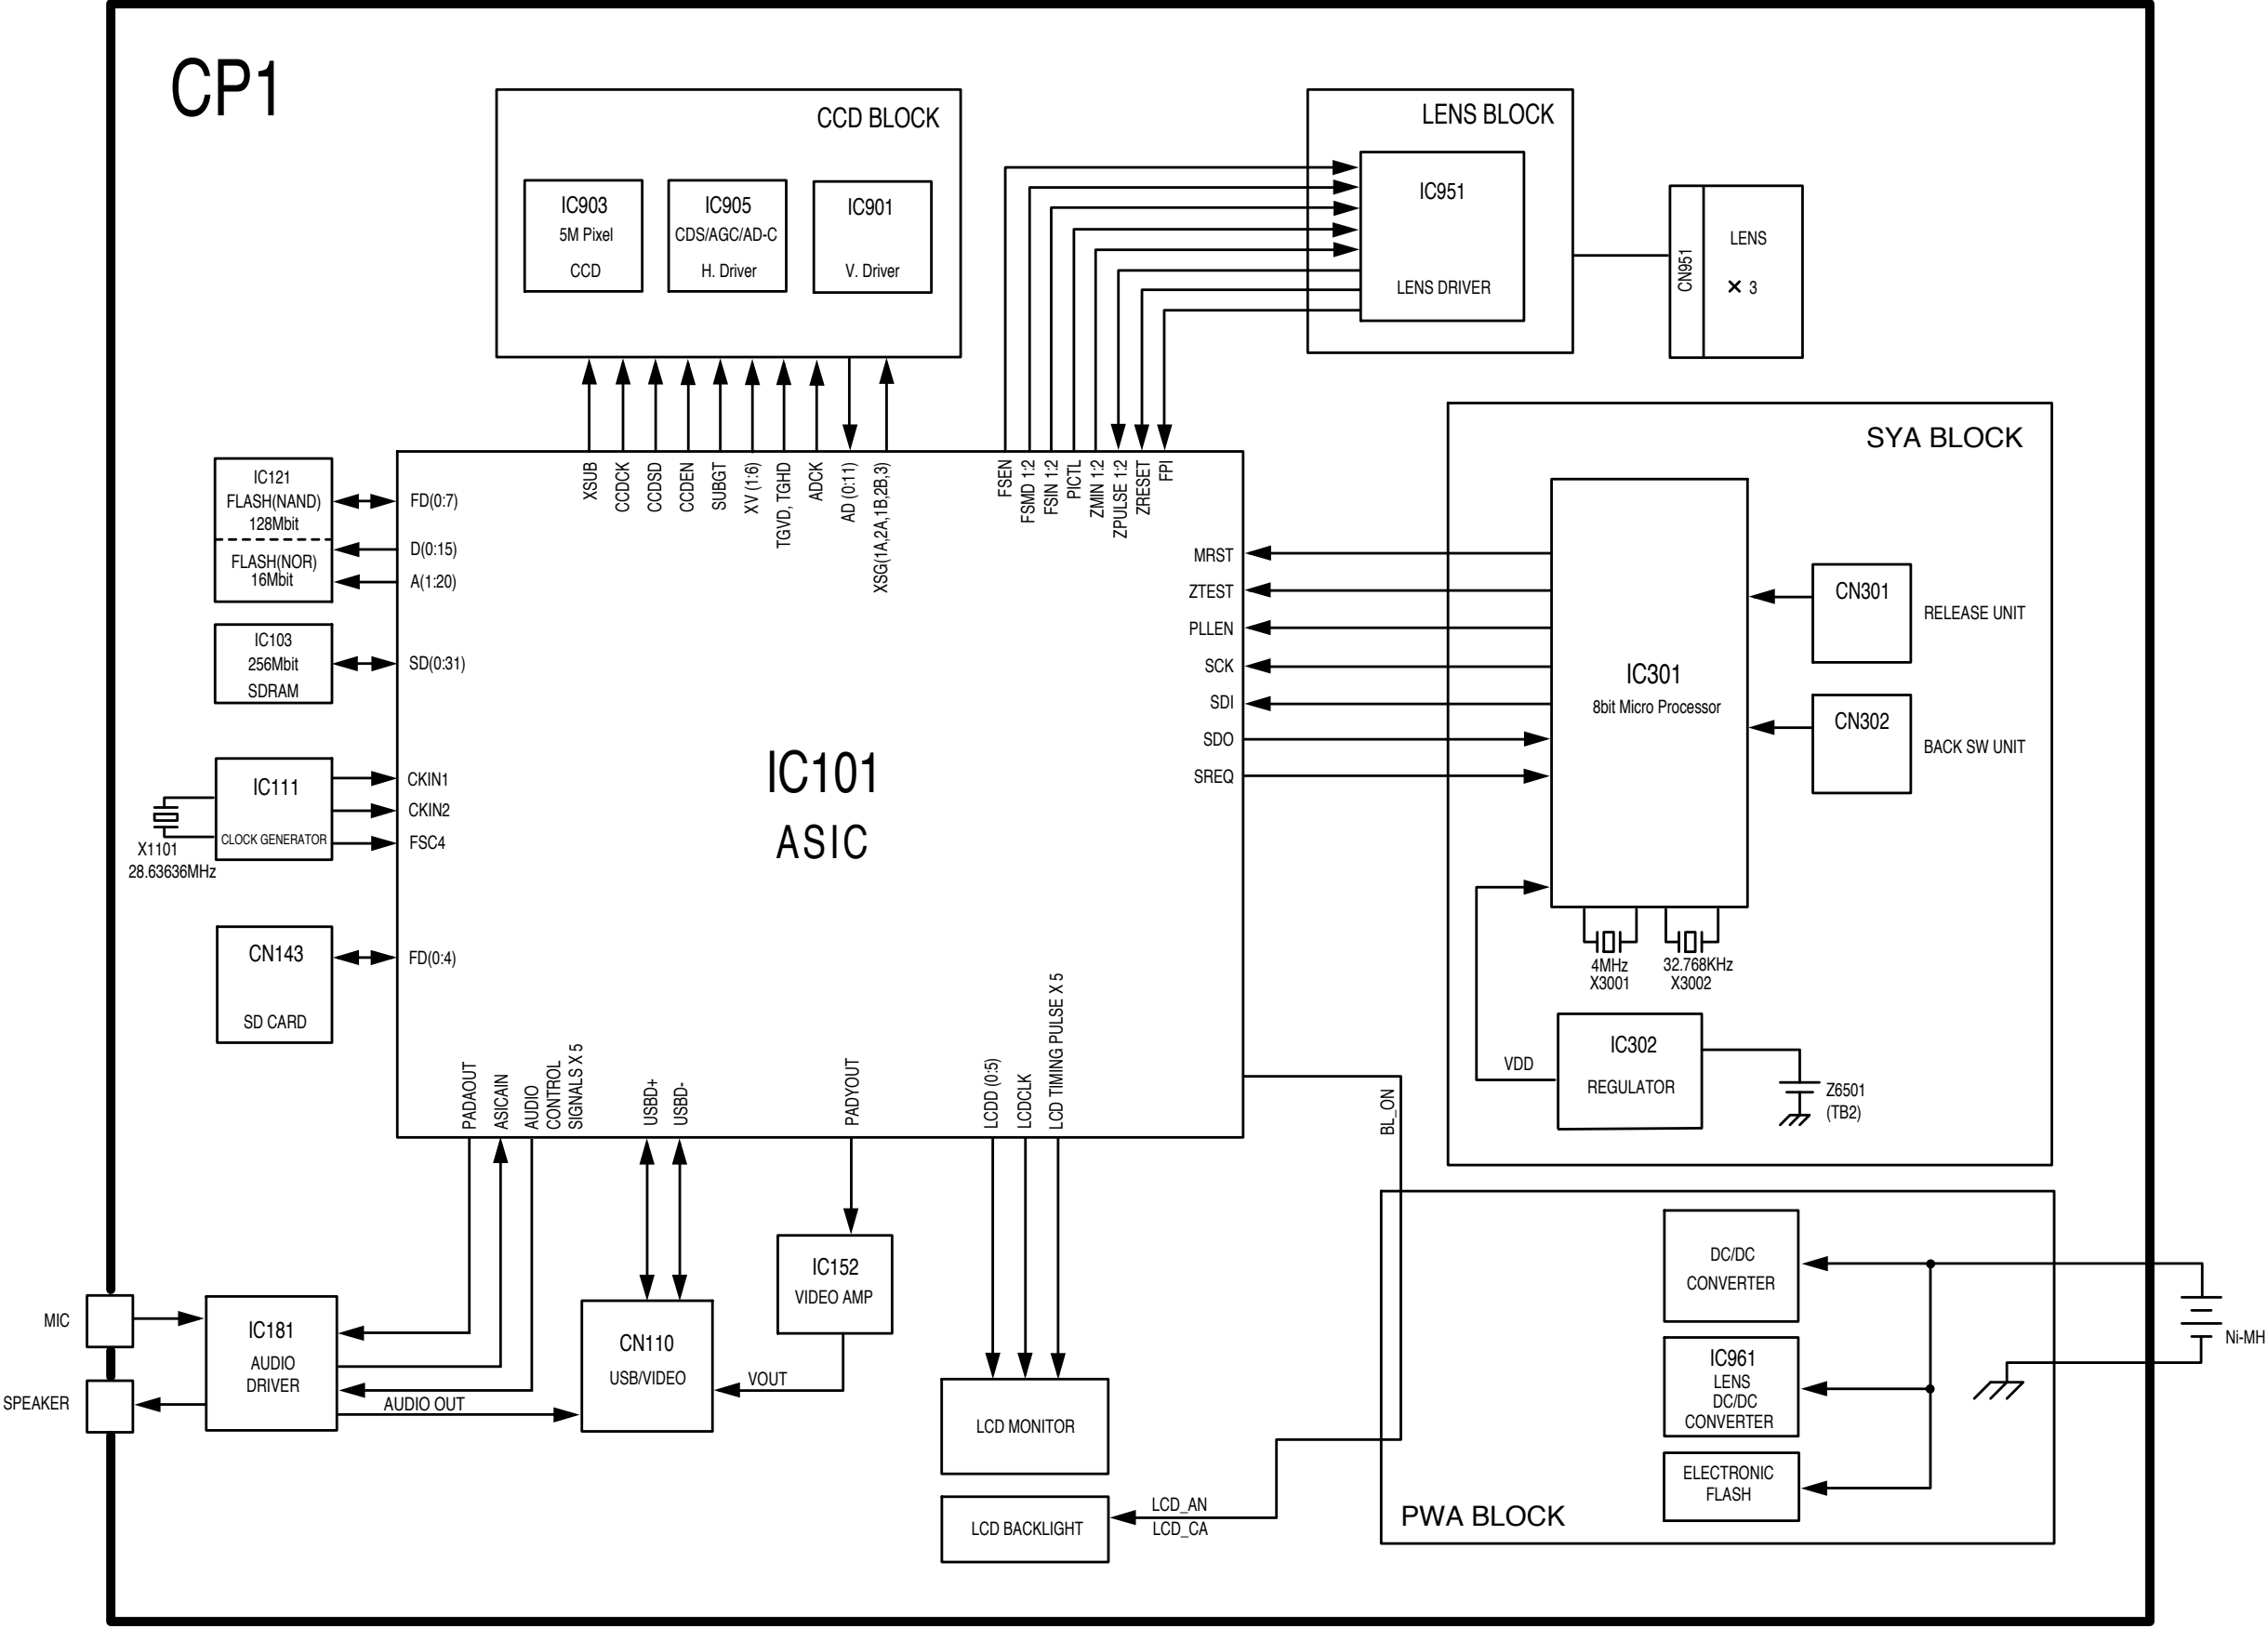 CP1
CCD BLOCK
IC903
5M Pixel
CCD
IC905
CDS/AGC/AD-C
H. Driver
IC901
V. Driver
LENS BLOCK
IC951
LENS DRIVER
CN951
LENS
× 3
XSUB
CCDCK
CCDSD
CCDEN
SUBGT
XV (1:6)
TGVD, TGHD
ADCK
AD (0:11)
XSG(1A,2A,1B,2B,3)
FSEN
FSMD 1:2
FSIN 1:2
PICTL
ZMIN 1:2
ZPULSE 1:2
ZRESET
FPI
IC121
FLASH(NAND)
128Mbit
FLASH(NOR)
16Mbit
FD(0:7)
D(0:15)
A(1:20)
IC103
256Mbit
SDRAM
SD(0:31)
IC111
CLOCK GENERATOR
X1101
28.63636MHz
CKIN1
CKIN2
FSC4
CN143
SD CARD
FD(0:4)
IC101
ASIC
MRST
ZTEST
PLLEN
SCK
SDI
SDO
SREQ
SYA BLOCK
IC301
8bit Micro Processor
CN301
RELEASE UNIT
CN302
BACK SW UNIT
4MHz
X3001
32.768KHz
X3002
IC302
REGULATOR
VDD
Z6501
(TB2)
PADAOUT
ASICAIN
AUDIO
CONTROL
SIGNALS X 5
USBD+
USBD-
PADYOUT
LCDD (0:5)
LCDCLK
LCD TIMING PULSE X 5
BL_ON
MIC
SPEAKER
IC181
AUDIO
DRIVER
AUDIO OUT
CN110
USB/VIDEO
IC152
VIDEO AMP
VOUT
LCD MONITOR
LCD BACKLIGHT
LCD_AN
LCD_CA
PWA BLOCK
DC/DC
CONVERTER
IC961
LENS
DC/DC
CONVERTER
ELECTRONIC
FLASH
Ni-MH